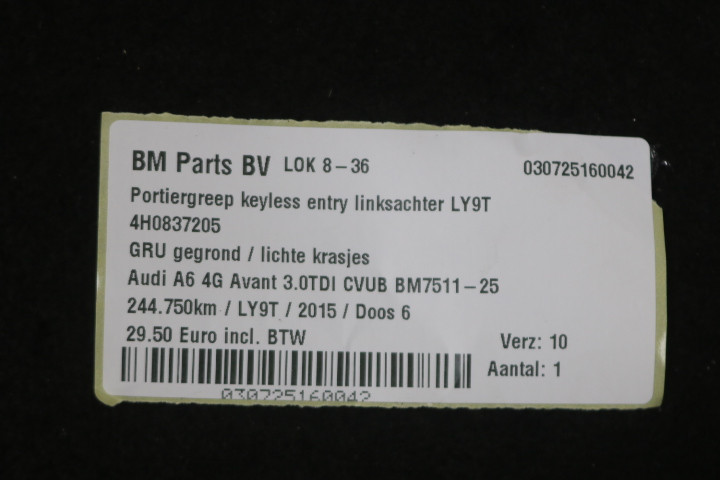 BM Parts BV LOK 8-36 030725160042
Portiergreep keyless entry linksachter LY9T
4H0837205
GRU gegrond / lichte krasjes
Audi A6 4G Avant 3.0TDI CVUB BM7511-25
244.750km / LY9T / 2015 / Doos 6
29.50 Euro incl. BTW Verz: 10
Aantal: 1
030725160042